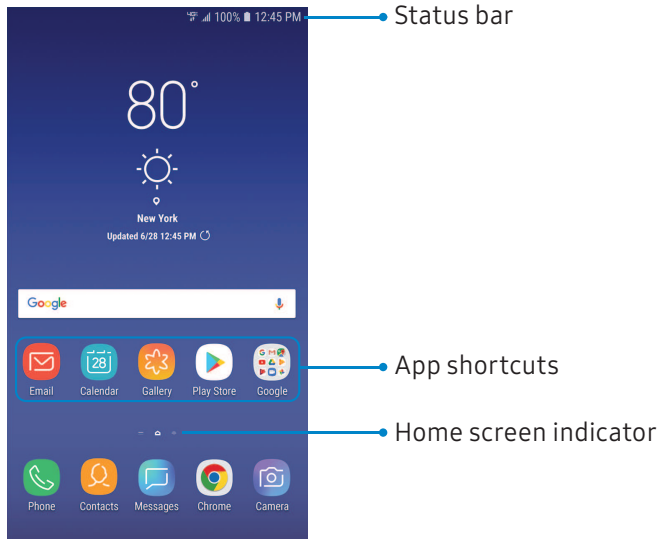 100% 12:45 PM
Status bar
80°
New York
Updated 6/28 12:45 PM
Google
28
Email Calendar Gallery Play Store Google
App shortcuts
Home screen indicator
Phone Contacts Messages Chrome Camera